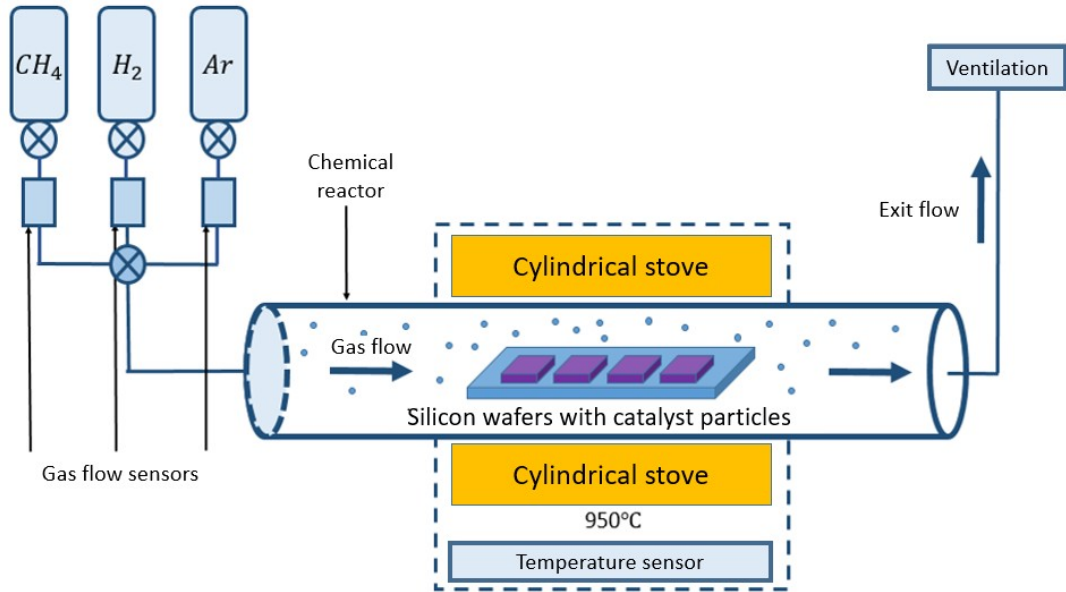 CH₄ H₂ Ar
Ventilation
Chemical
reactor
Exit flow
Cylindrical stove
Gas flow
Silicon wafers with catalyst particles
Gas flow sensors
Cylindrical stove
950°C
Temperature sensor